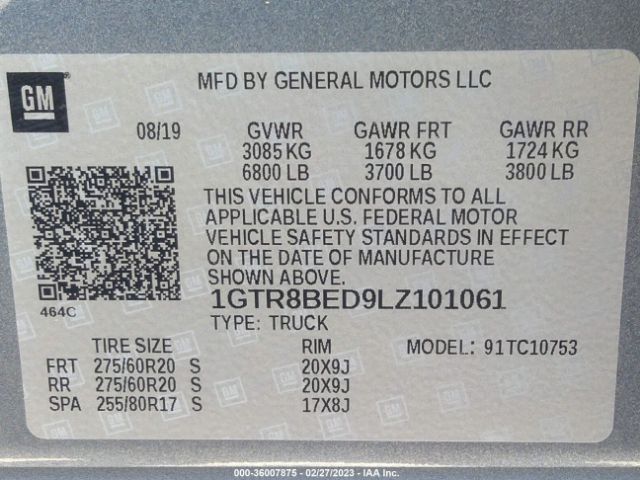 GM
MFD BY GENERAL MOTORS LLC
08/19 GVWR GAWR FRT GAWR RR
3085 KG 1678 KG 1724 KG
6800 LB 3700 LB 3800 LB
THIS VEHICLE CONFORMS TO ALL
APPLICABLE U.S. FEDERAL MOTOR
VEHICLE SAFETY STANDARDS IN EFFECT
ON THE DATE OF MANUFACTURE
SHOWN ABOVE.
464C
1GTR8BED9LZ101061
TYPE: TRUCK
TIRE SIZE RIM MODEL: 91TC10753
FRT 275/60R20 S 20X9J
RR 275/60R20 S 20X9J
SPA 255/80R17 S 17X8J
000-36007875 - 02/27/2023 - IAA Inc.